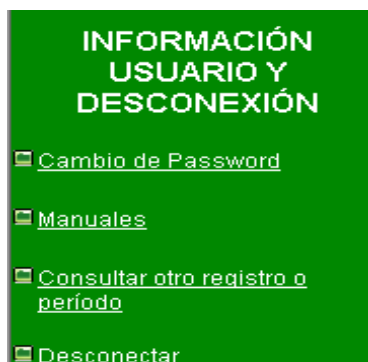 INFORMACIÓN
USUARIO Y
DESCONEXIÓN
Cambio de Password
Manuales
Consultar otro registro o
período
Desconectar